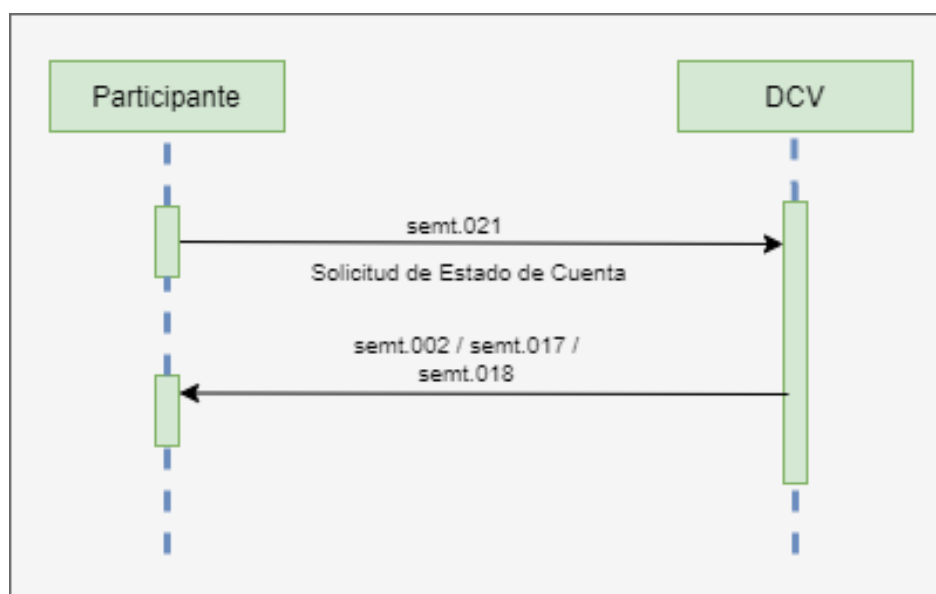 Participante
DCV
semt.021
Solicitud de Estado de Cuenta
semt.002 / semt.017 /
semt.018